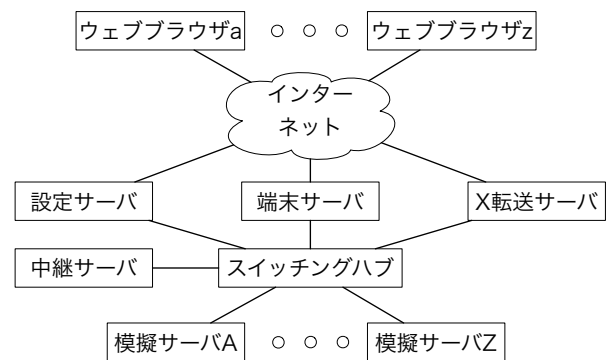 ウェブブラウザa ○ ○ ○ ウェブブラウザz
インター
ネット
設定サーバ 端末サーバ X転送サーバ
中継サーバ スイッチングハブ
模擬サーバA ○ ○ ○ 模擬サーバZ